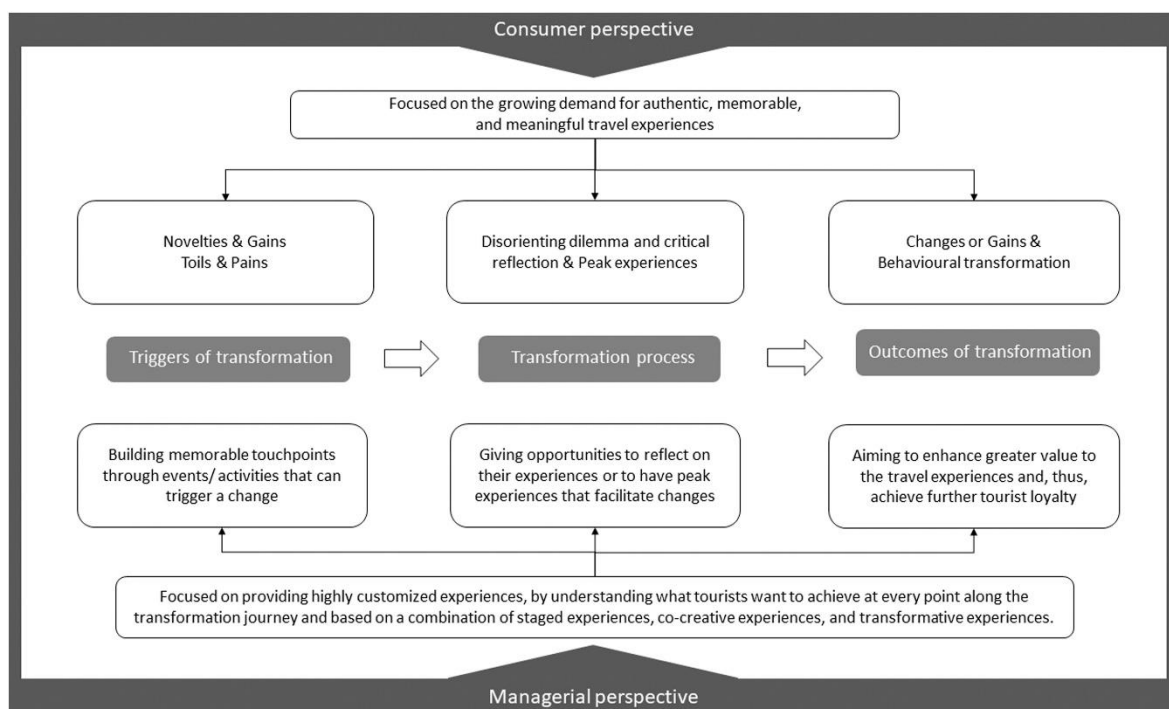 Consumer perspective
Focused on the growing demand for authentic, memorable,
and meaningful travel experiences
Novelties & Gains
Toils & Pains
Disorienting dilemma and critical
reflection & Peak experiences
Changes or Gains &
Behavioural transformation
Triggers of transformation
Transformation process
Outcomes of transformation
Building memorable touchpoints
through events/ activities that can
trigger a change
Giving opportunities to reflect on
their experiences or to have peak
experiences that facilitate changes
Aiming to enhance greater value to
the travel experiences and, thus,
achieve further tourist loyalty
Focused on providing highly customized experiences, by understanding what tourists want to achieve at every point along the
transformation journey and based on a combination of staged experiences, co-creative experiences, and transformative experiences.
Managerial perspective